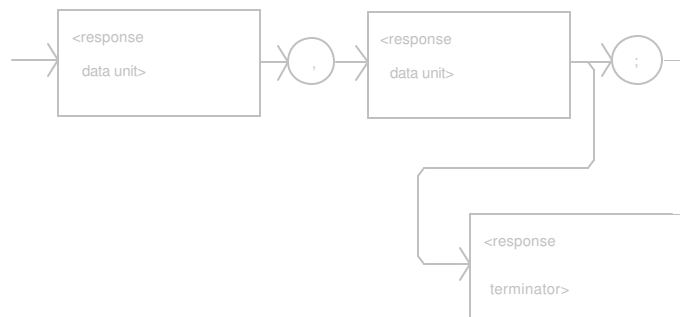 <response
data unit>
,
<response
data unit>
;
<response
terminator>